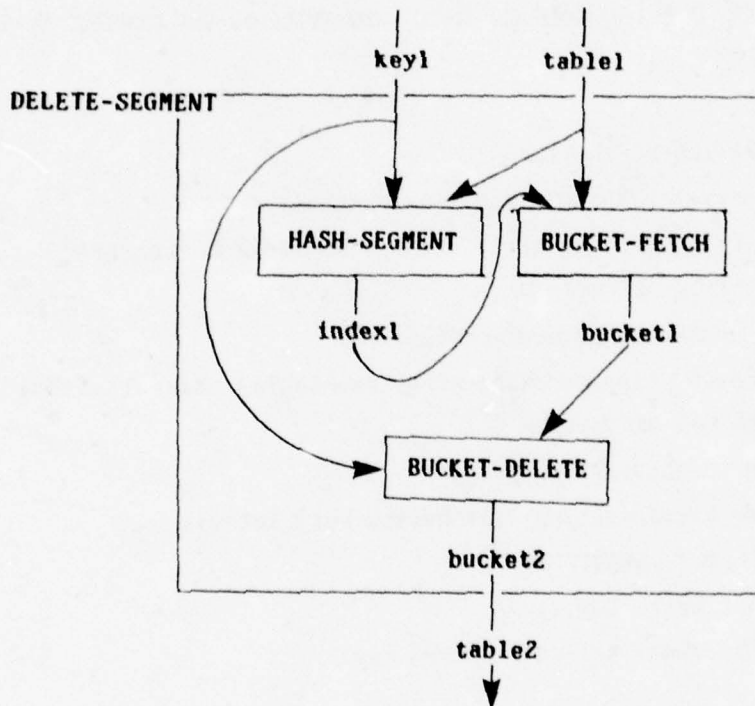 key1 table1
DELETE-SEGMENT
HASH-SEGMENT BUCKET-FETCH
index1 bucket1
BUCKET-DELETE
bucket2
table2